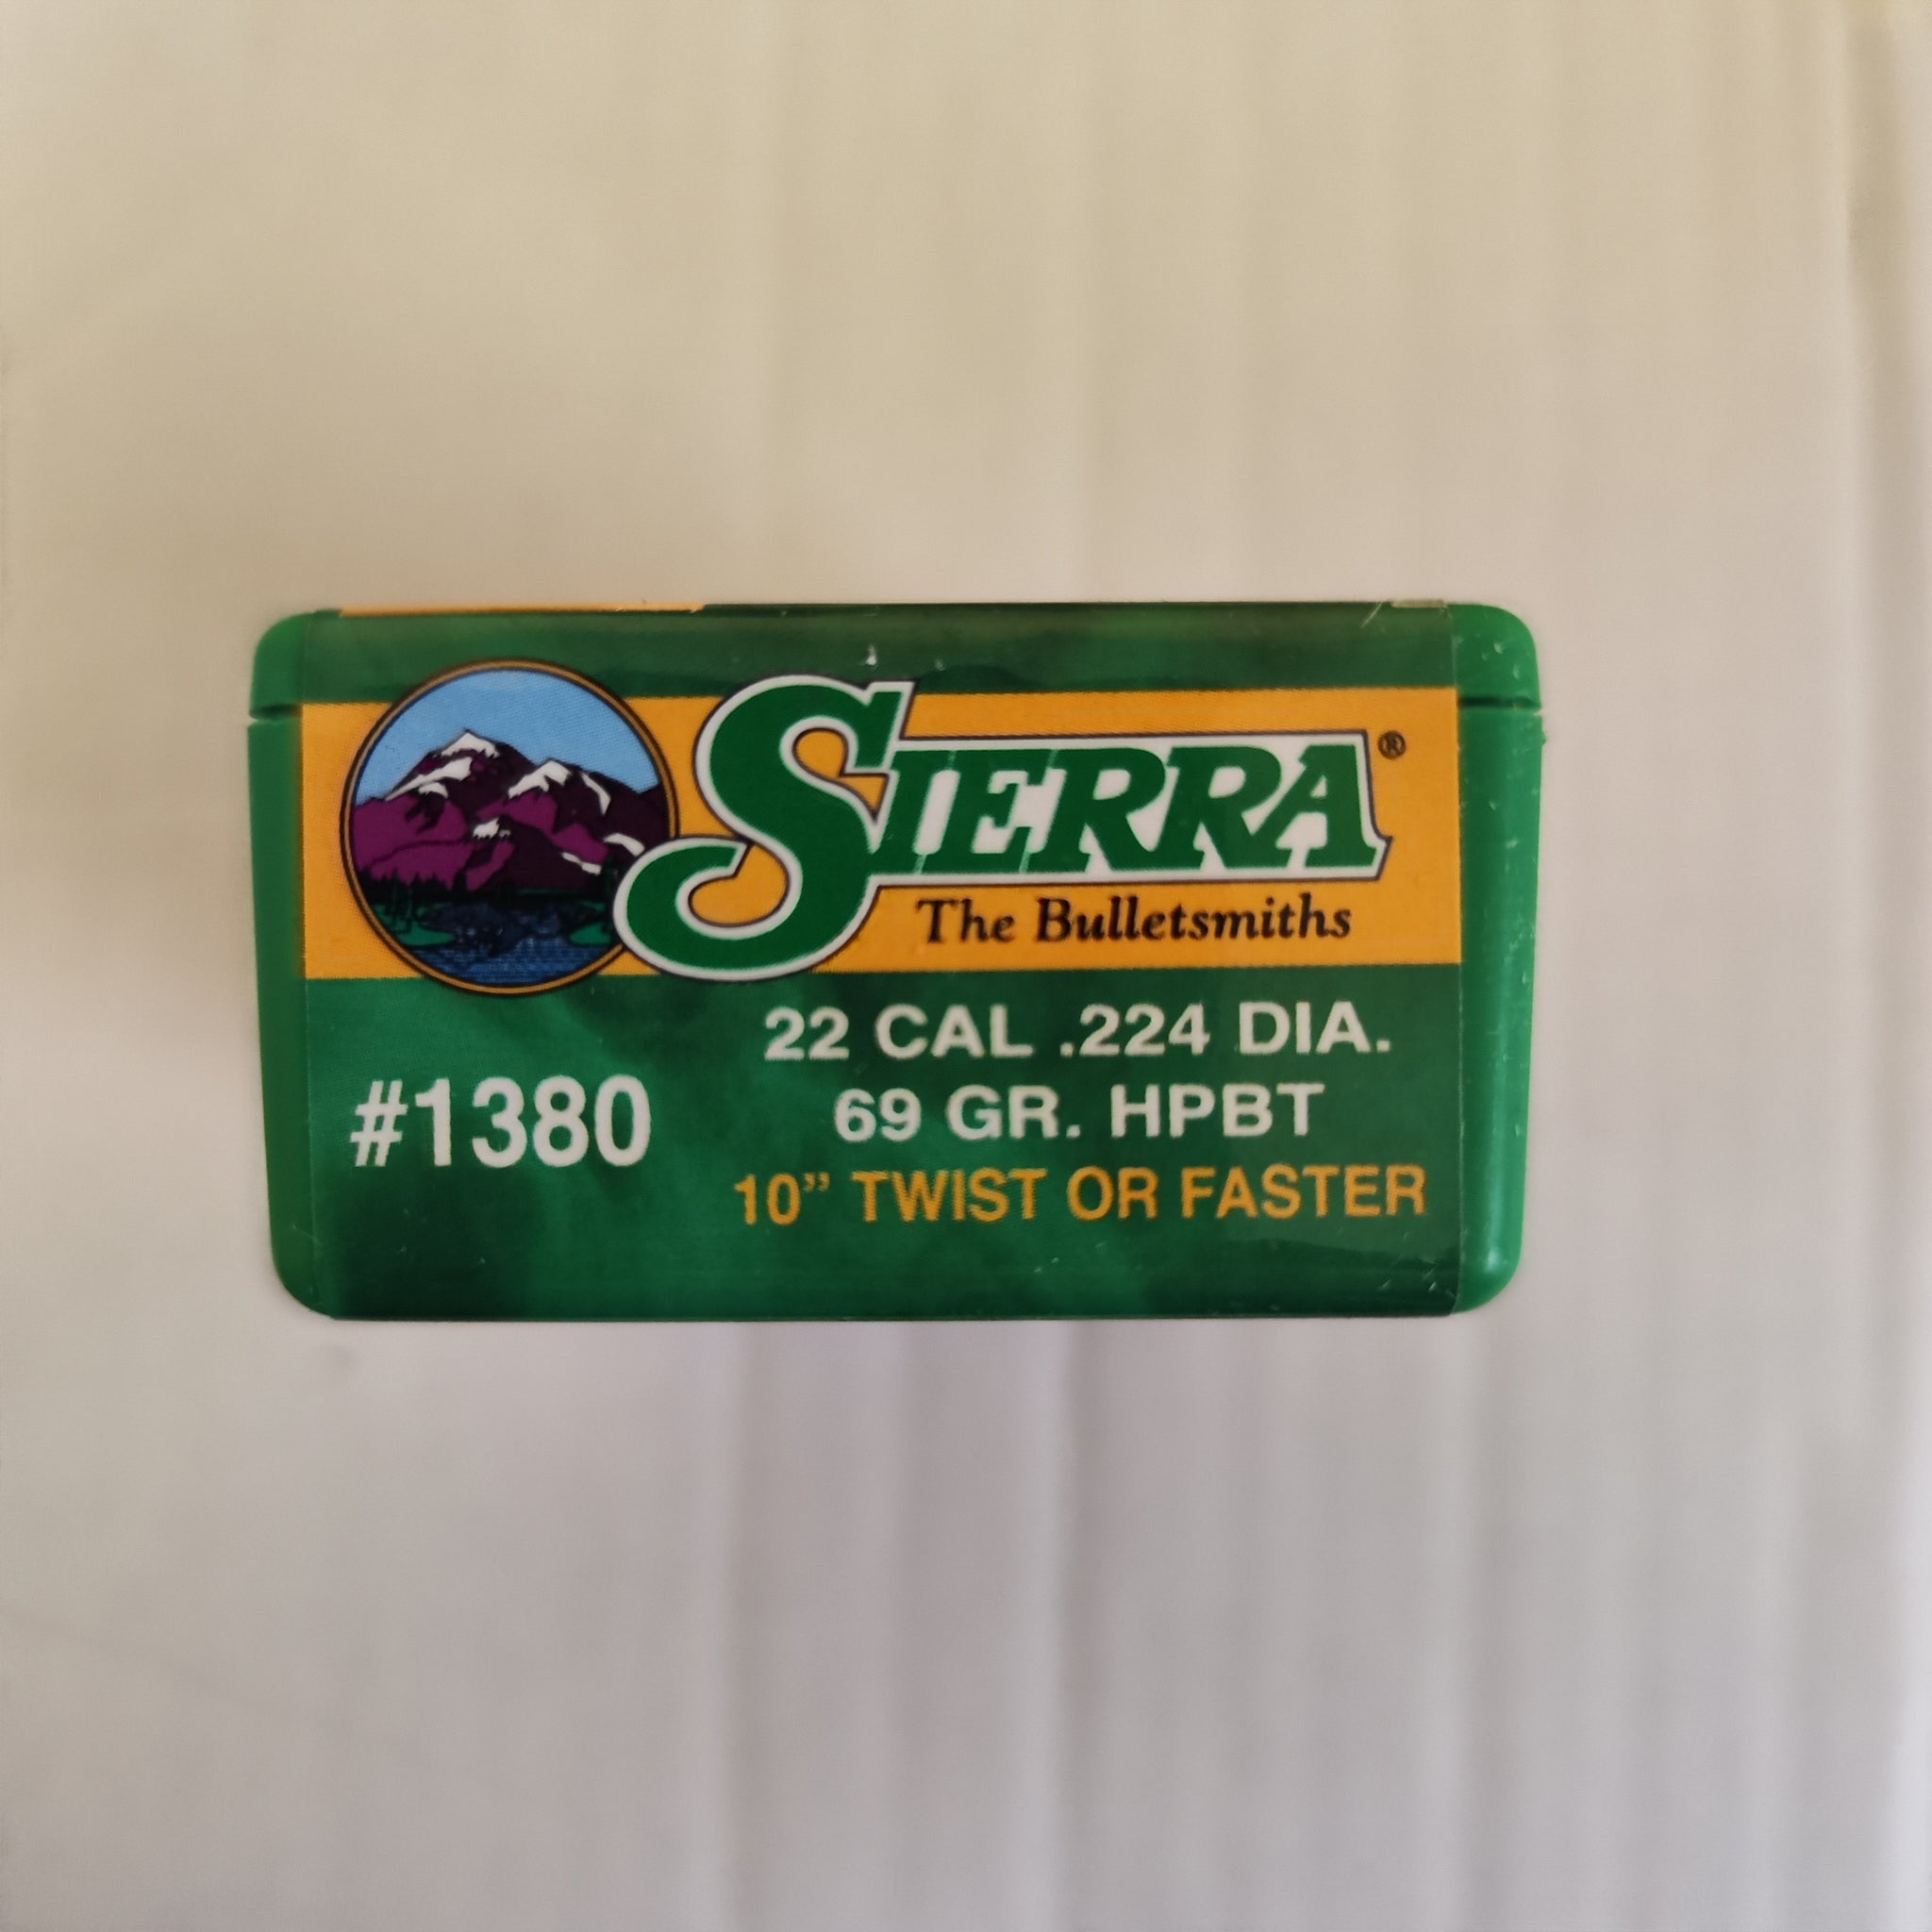 SIERRA®
The Bulletsmiths
#1380
22 CAL .224 DIA.
69 GR. HPBT
10” TWIST OR FASTER